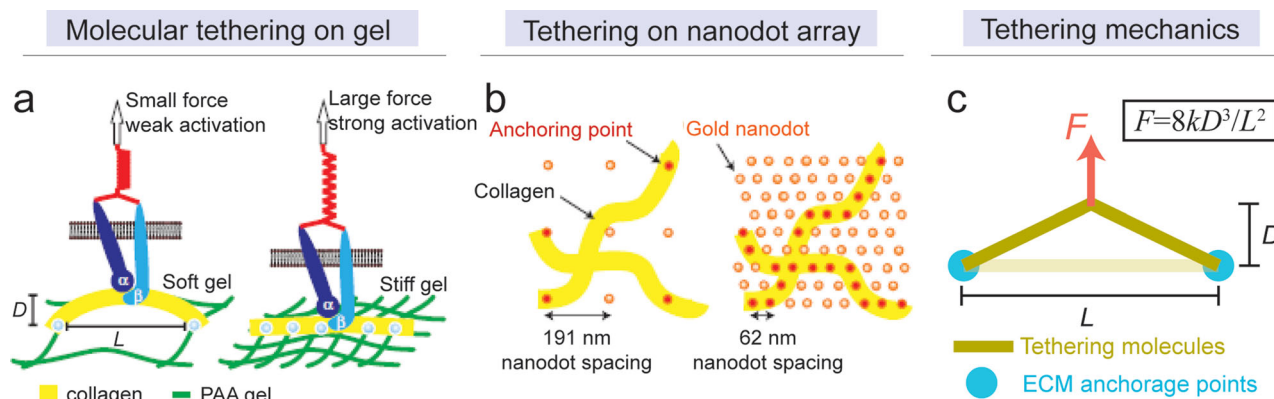 Molecular tethering on gel
Tethering on nanodot array
Tethering mechanics
a
Small force
weak activation
Large force
strong activation
α
β
Soft gel
D
L
α
β
Stiff gel
collagen
PAA gel
b
Anchoring point
Gold nanodot
Collagen
191 nm
nanodot spacing
62 nm
nanodot spacing
c
F=8kD³/L²
F
D
L
Tethering molecules
ECM anchorage points